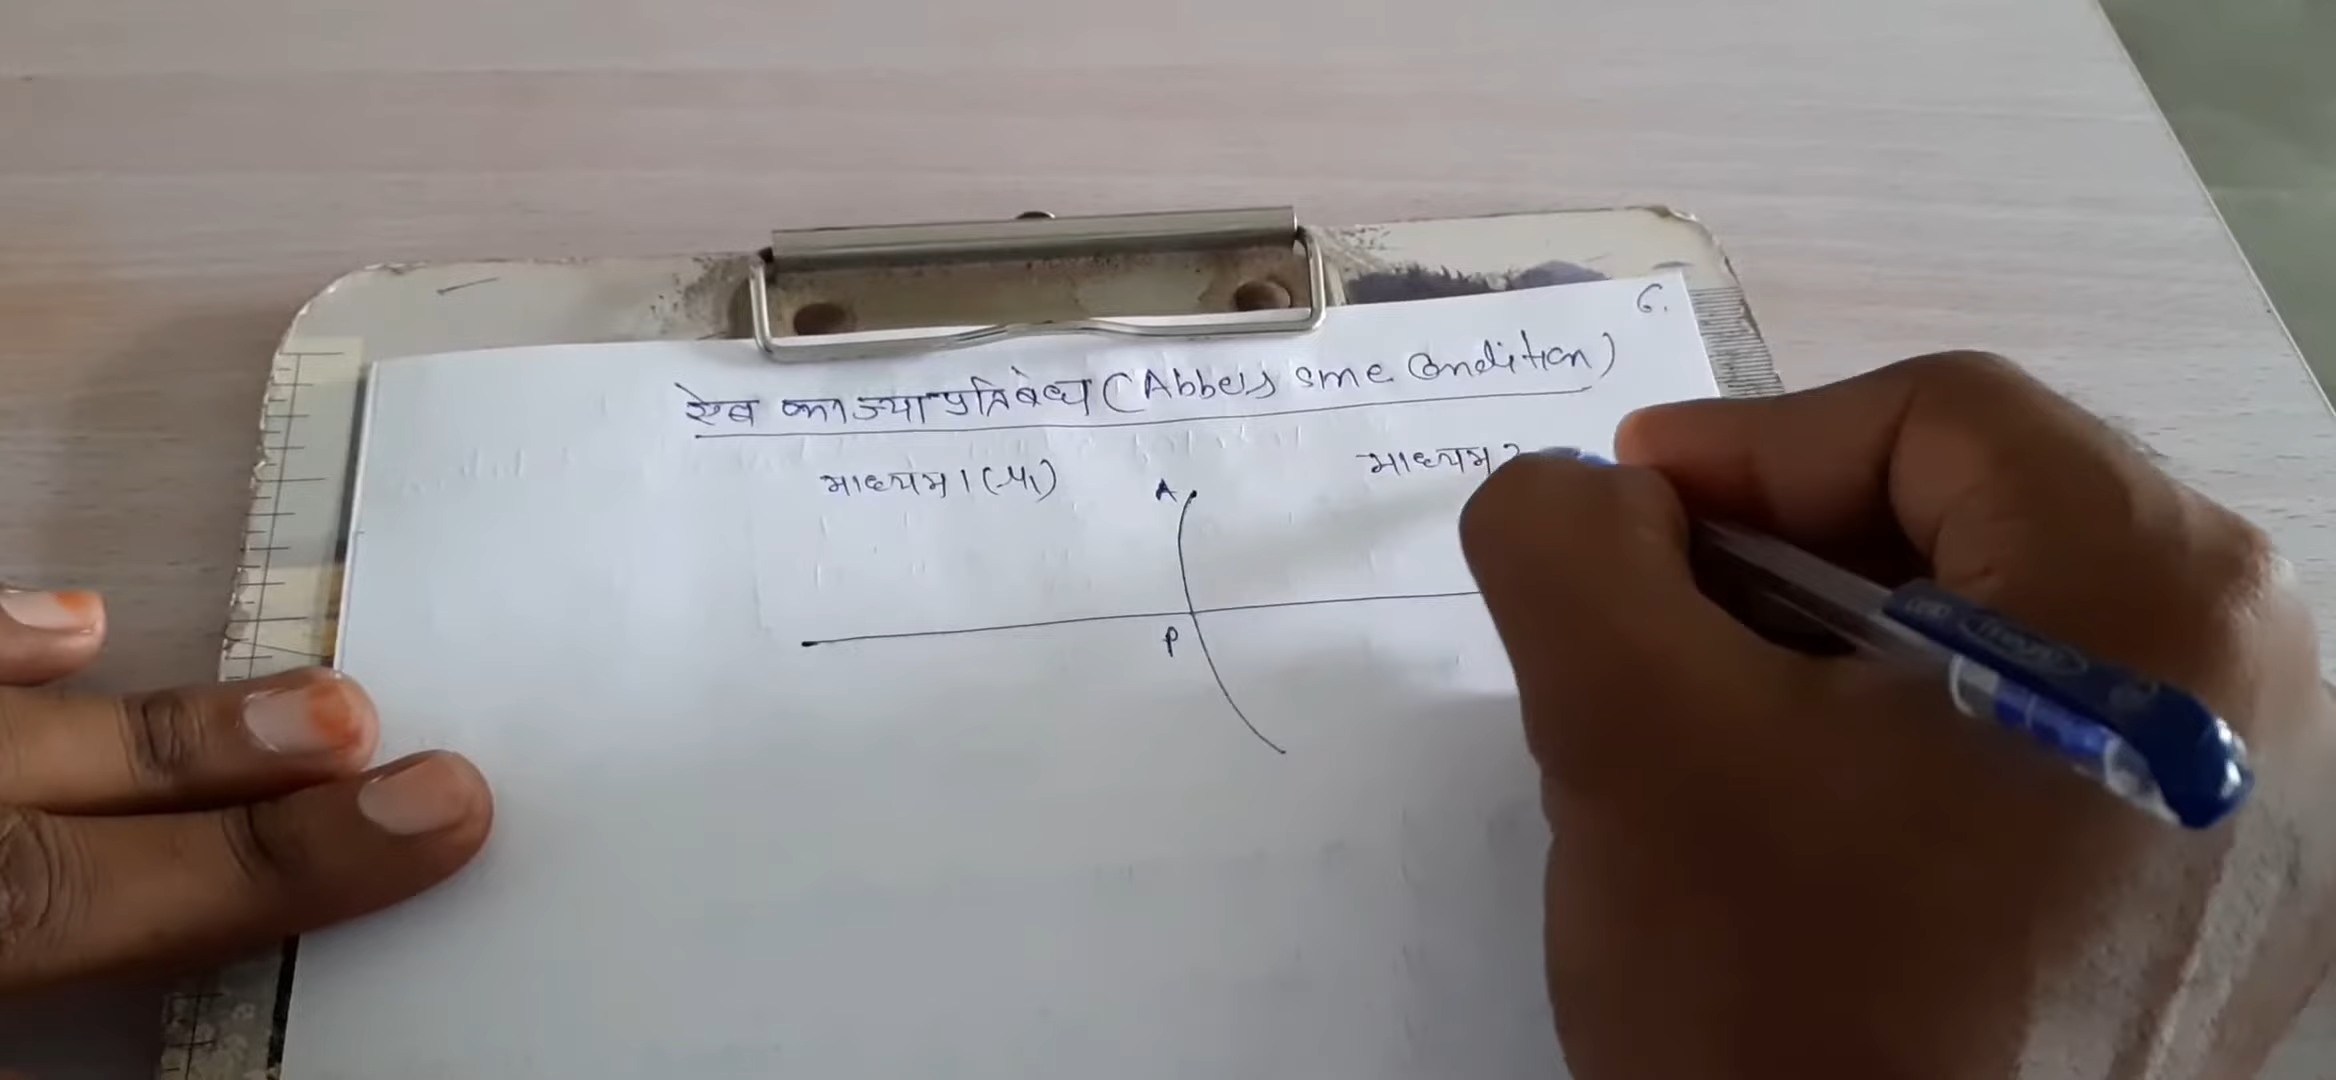 6.
ऐब का ज्या प्रतिबंध (Abbe's sine Condition)
माध्यम 1 (μ₁)
माध्यम 2
A
P